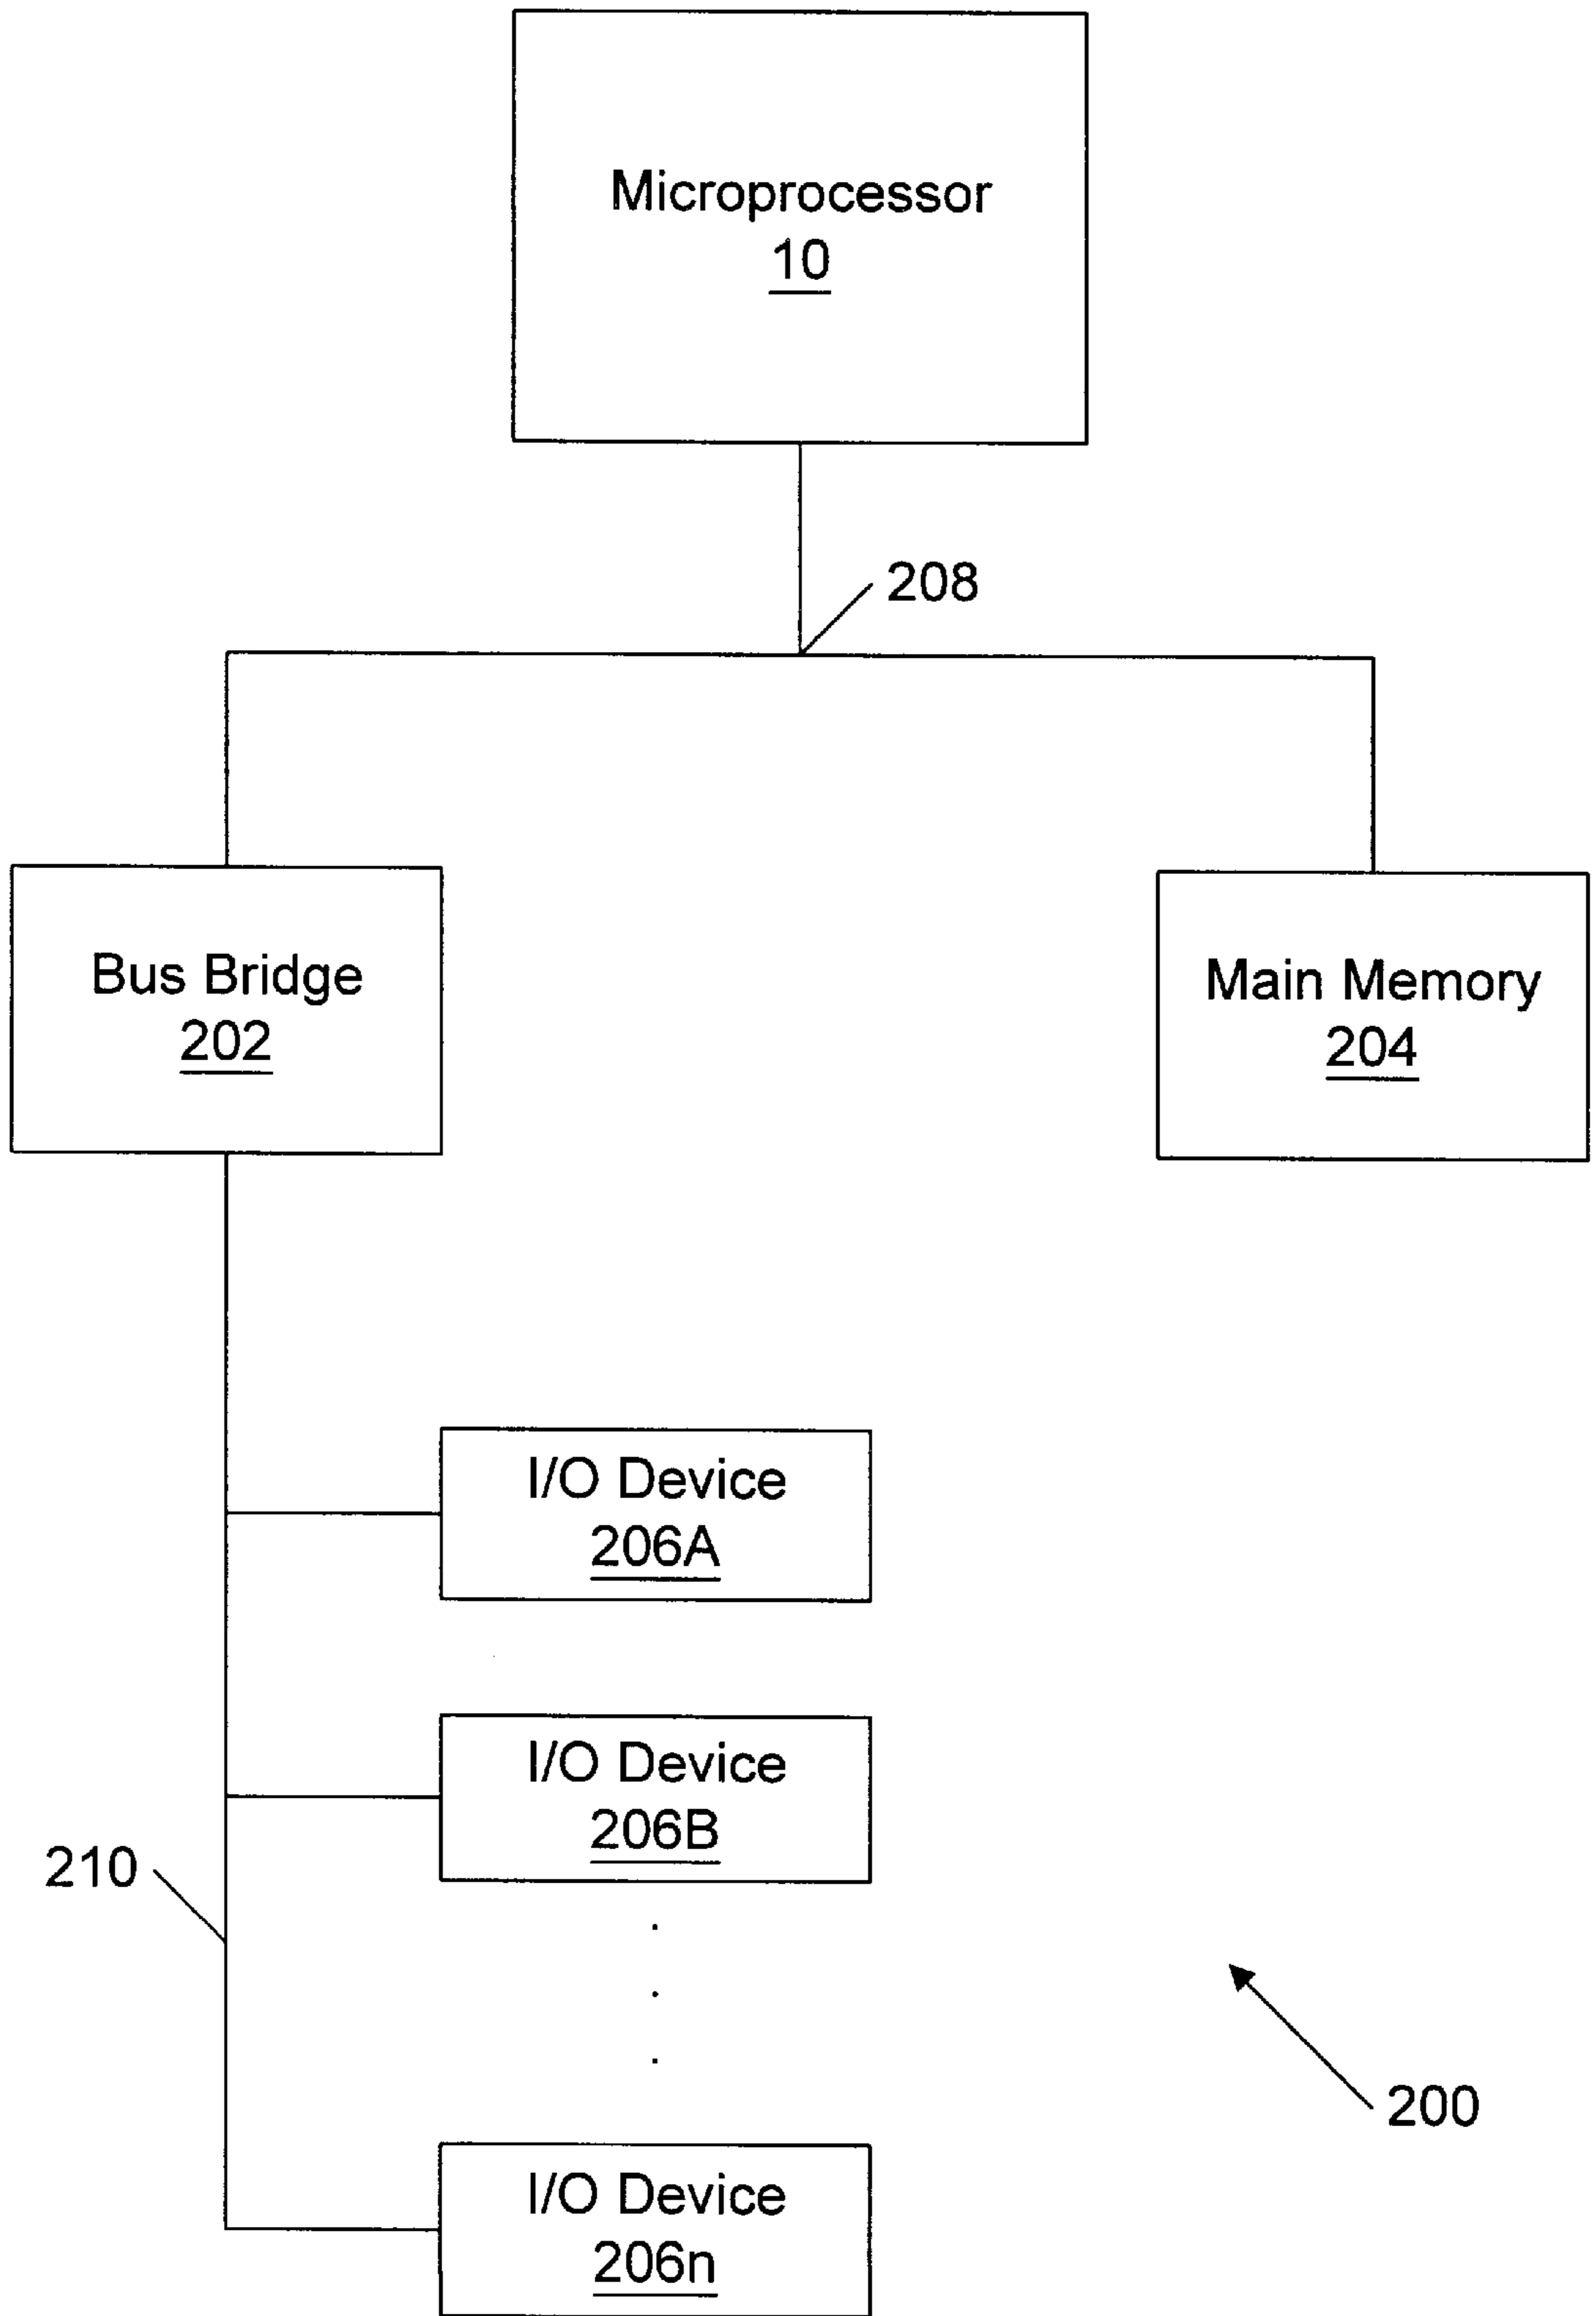 Microprocessor
10
208
Bus Bridge
202
Main Memory
204
I/O Device
206A
I/O Device
206B
210
200
I/O Device
206n